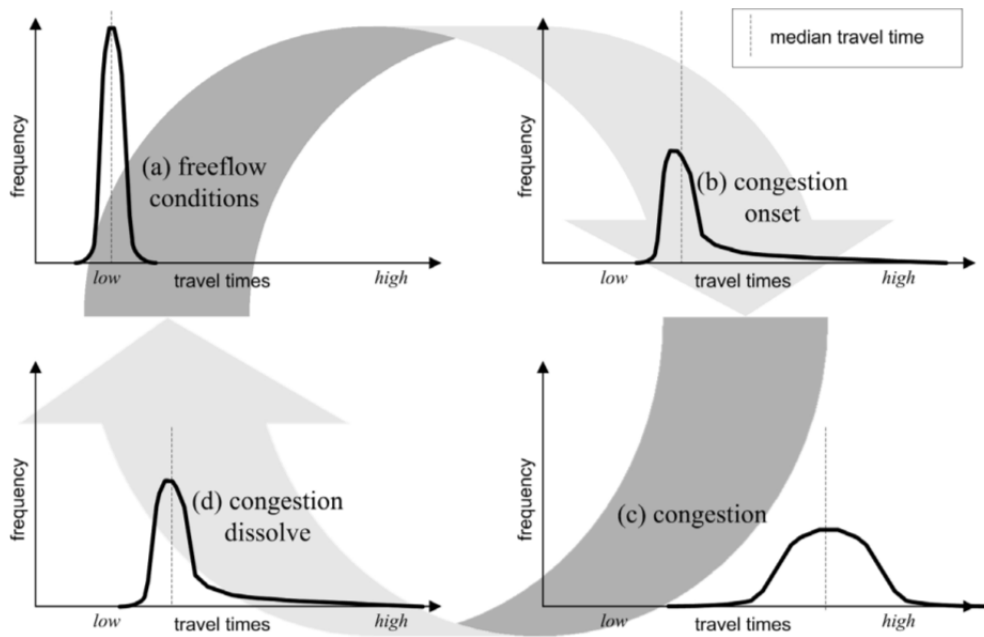 median travel time
frequency
(a) freeflow
conditions
low
travel times
high
frequency
(b) congestion
onset
low
travel times
high
frequency
(d) congestion
dissolve
low
travel times
high
frequency
(c) congestion
low
travel times
high